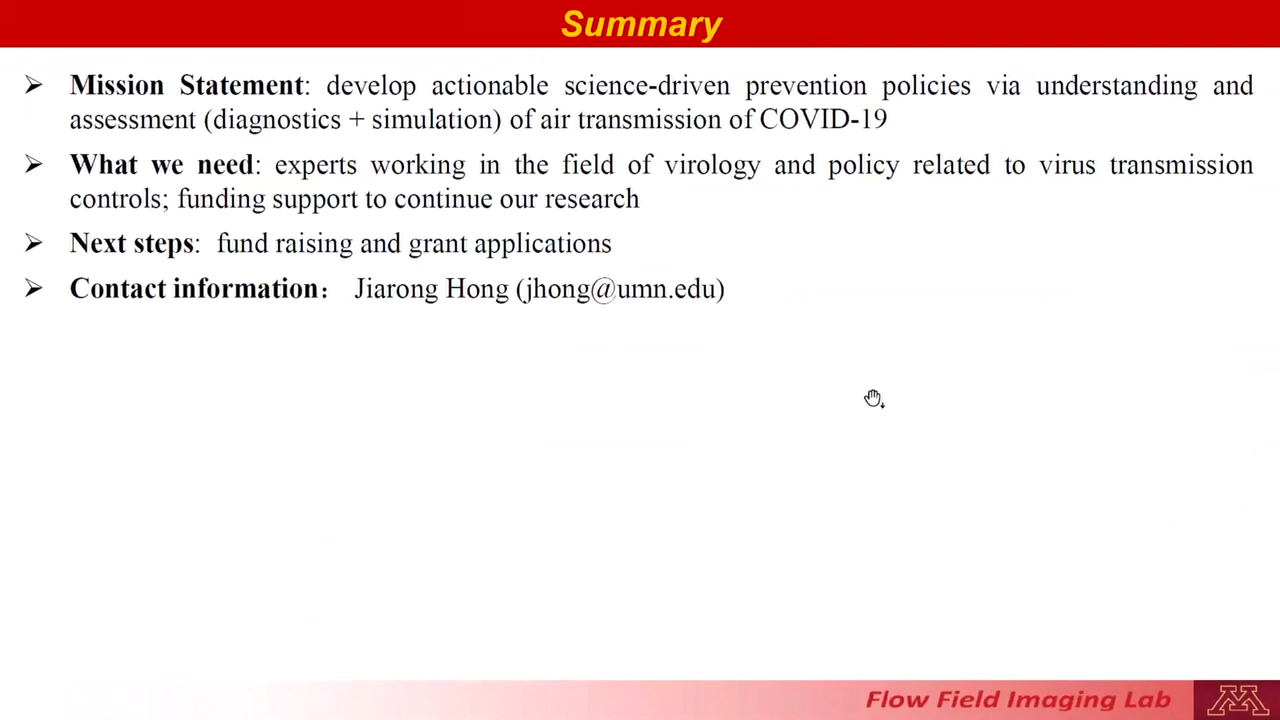 Summary
➢ Mission Statement: develop actionable science-driven prevention policies via understanding and
assessment (diagnostics + simulation) of air transmission of COVID-19
➢ What we need: experts working in the field of virology and policy related to virus transmission
controls; funding support to continue our research
➢ Next steps: fund raising and grant applications
➢ Contact information： Jiarong Hong (jhong@umn.edu)
Flow Field Imaging Lab M